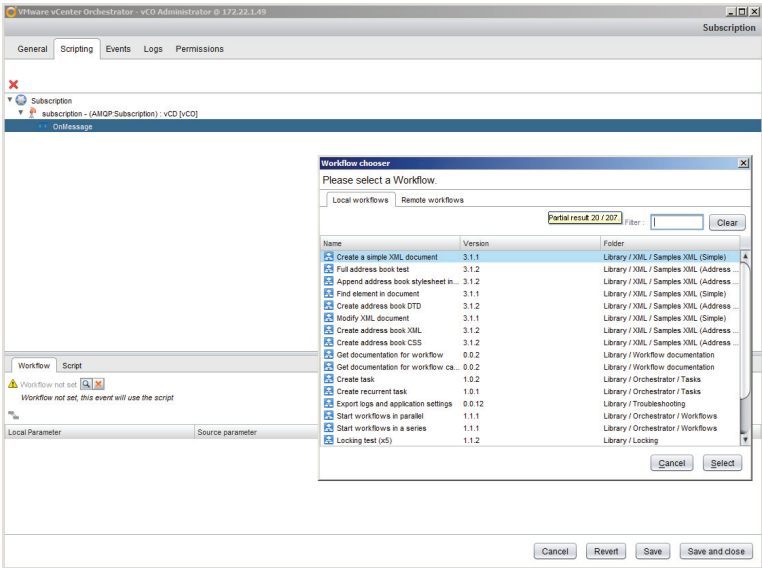 VMware vCenter Orchestrator - vCO Administrator @ 172.22.1.49
Subscription
General Scripting Events Logs Permissions
Subscription
subscription - (AMQP:Subscription) : vCD [vCO]
OnMessage
Workflow chooser
Please select a Workflow.
Local workflows Remote workflows
Partial result 20 / 207. Filter : Clear
Name Version Folder
Create a simple XML document 3.1.1 Library / XML / Samples XML (Simple)
Full address book test 3.1.2 Library / XML / Samples XML (Address ...
Append address book stylesheet in... 3.1.2 Library / XML / Samples XML (Address ...
Find element in document 3.1.1 Library / XML / Samples XML (Simple)
Create address book DTD 3.1.2 Library / XML / Samples XML (Address ...
Modify XML document 3.1.1 Library / XML / Samples XML (Simple)
Create address book XML 3.1.2 Library / XML / Samples XML (Address ...
Create address book CSS 3.1.2 Library / XML / Samples XML (Address ...
Get documentation for workflow 0.0.2 Library / Workflow documentation
Get documentation for workflow ca... 0.0.2 Library / Workflow documentation
Create task 1.0.2 Library / Orchestrator / Tasks
Create recurrent task 1.0.1 Library / Orchestrator / Tasks
Export logs and application settings 0.0.12 Library / Troubleshooting
Start workflows in parallel 1.1.1 Library / Orchestrator / Workflows
Start workflows in a series 1.1.1 Library / Orchestrator / Workflows
Locking test (x5) 1.1.2 Library / Locking
Cancel Select
Workflow Script
Workflow not set
Workflow not set, this event will use the script
Local Parameter Source parameter
Cancel Revert Save Save and close